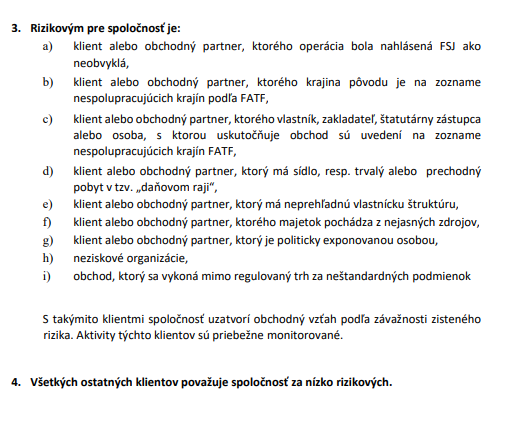 3. Rizikovým pre spoločnosť je:
a) klient alebo obchodný partner, ktorého operácia bola nahlásená FSJ ako
neobvyklá,
b) klient alebo obchodný partner, ktorého krajina pôvodu je na zozname
nespolupracujúcich krajín podľa FATF,
c) klient alebo obchodný partner, ktorého vlastník, zakladateľ, štatutárny zástupca
alebo osoba, s ktorou uskutočňuje obchod sú uvedení na zozname
nespolupracujúcich krajín FATF,
d) klient alebo obchodný partner, ktorý má sídlo, resp. trvalý alebo prechodný
pobyt v tzv. „daňovom raji“,
e) klient alebo obchodný partner, ktorý má neprehľadnú vlastnícku štruktúru,
f) klient alebo obchodný partner, ktorého majetok pochádza z nejasných zdrojov,
g) klient alebo obchodný partner, ktorý je politicky exponovanou osobou,
h) neziskové organizácie,
i) obchod, ktorý sa vykoná mimo regulovaný trh za neštandardných podmienok
S takýmito klientmi spoločnosť uzatvorí obchodný vzťah podľa závažnosti zisteného
rizika. Aktivity týchto klientov sú priebežne monitorované.
4. Všetkých ostatných klientov považuje spoločnosť za nízko rizikových.